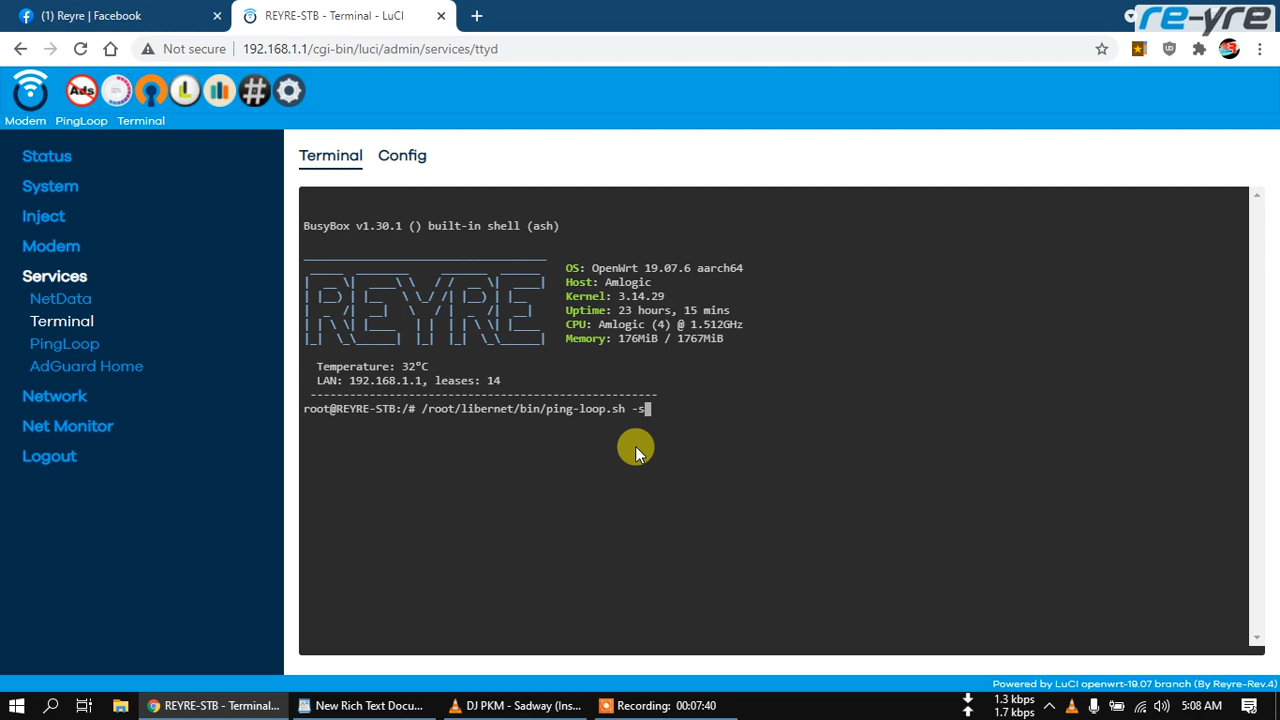 (1) Reyre | Facebook
REYRE-STB - Terminal - LuCI
re-yre
Not secure
192.168.1.1/cgi-bin/luci/admin/services/ttyd
Ads
Modem
PingLoop
Terminal
Status
System
Inject
Modem
Services
NetData
Terminal
PingLoop
AdGuard Home
Network
Net Monitor
Logout
Terminal
Config
BusyBox v1.30.1 () built-in shell (ash)
REYRE
OS: OpenWrt 19.07.6 aarch64
Host: Amlogic
Kernel: 3.14.29
Uptime: 23 hours, 15 mins
CPU: Amlogic (4) @ 1.512GHz
Memory: 176MiB / 1767MiB
Temperature: 32°C
LAN: 192.168.1.1, leases: 14
root@REYRE-STB:/# /root/libernet/bin/ping-loop.sh -s
Powered by LuCI openwrt-19.07 branch (By Reyre-Rev.4)
REYRE-STB - Terminal...
New Rich Text Docu...
DJ PKM - Sadway (Ins...
Recording: 00:07:40
1.3 kbps
1.7 kbps
5:08 AM